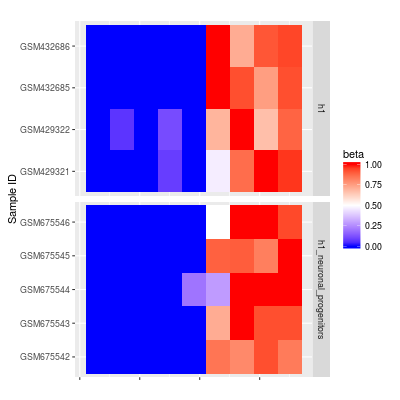 GSM432686
GSM432685
GSM429322
GSM429321
h1
GSM675546
GSM675545
GSM675544
GSM675543
GSM675542
h1_neuronal_progenitors
Sample ID
beta
1.00
0.75
0.50
0.25
0.00